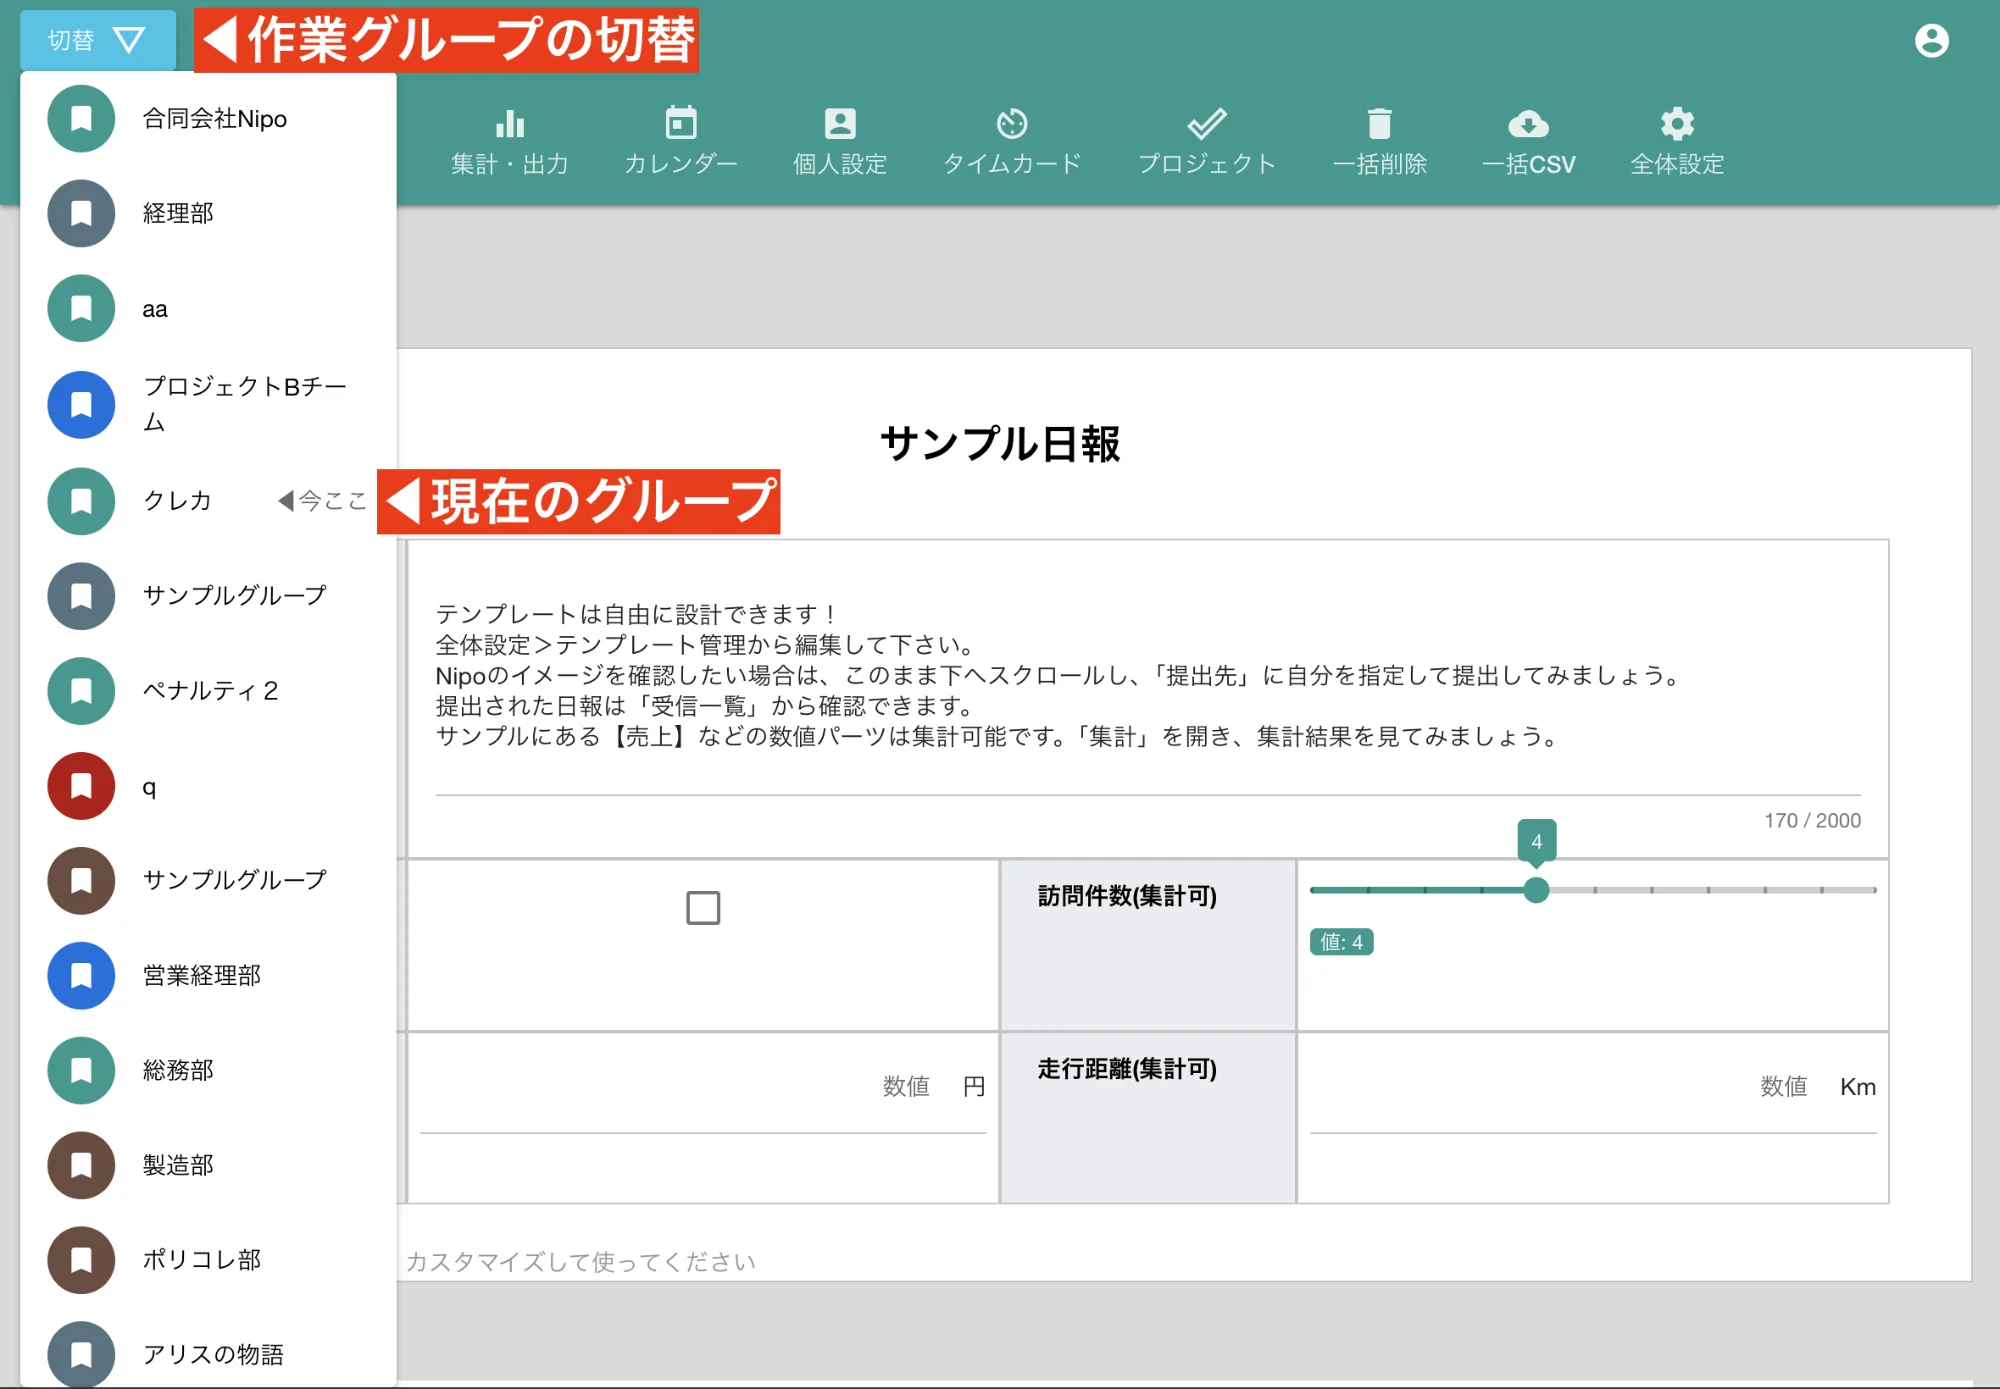 切替
◀作業グループの切替
集計・出力
カレンダー
個人設定
タイムカード
プロジェクト
一括削除
一括CSV
全体設定
合同会社Nipo
経理部
aa
プロジェクトBチー
ム
クレカ ◀今ここ
◀現在のグループ
サンプルグループ
ペナルティ２
q
サンプルグループ
営業経理部
総務部
製造部
ポリコレ部
アリスの物語
サンプル日報
テンプレートは自由に設計できます！
全体設定＞テンプレート管理から編集して下さい。
Nipoのイメージを確認したい場合は、このまま下へスクロールし、「提出先」に自分を指定して提出してみましょう。
提出された日報は「受信一覧」から確認できます。
サンプルにある【売上】などの数値パーツは集計可能です。「集計」を開き、集計結果を見てみましょう。
170 / 2000
訪問件数(集計可)
4
値: 4
数値 円
走行距離(集計可)
数値 Km
カスタマイズして使ってください